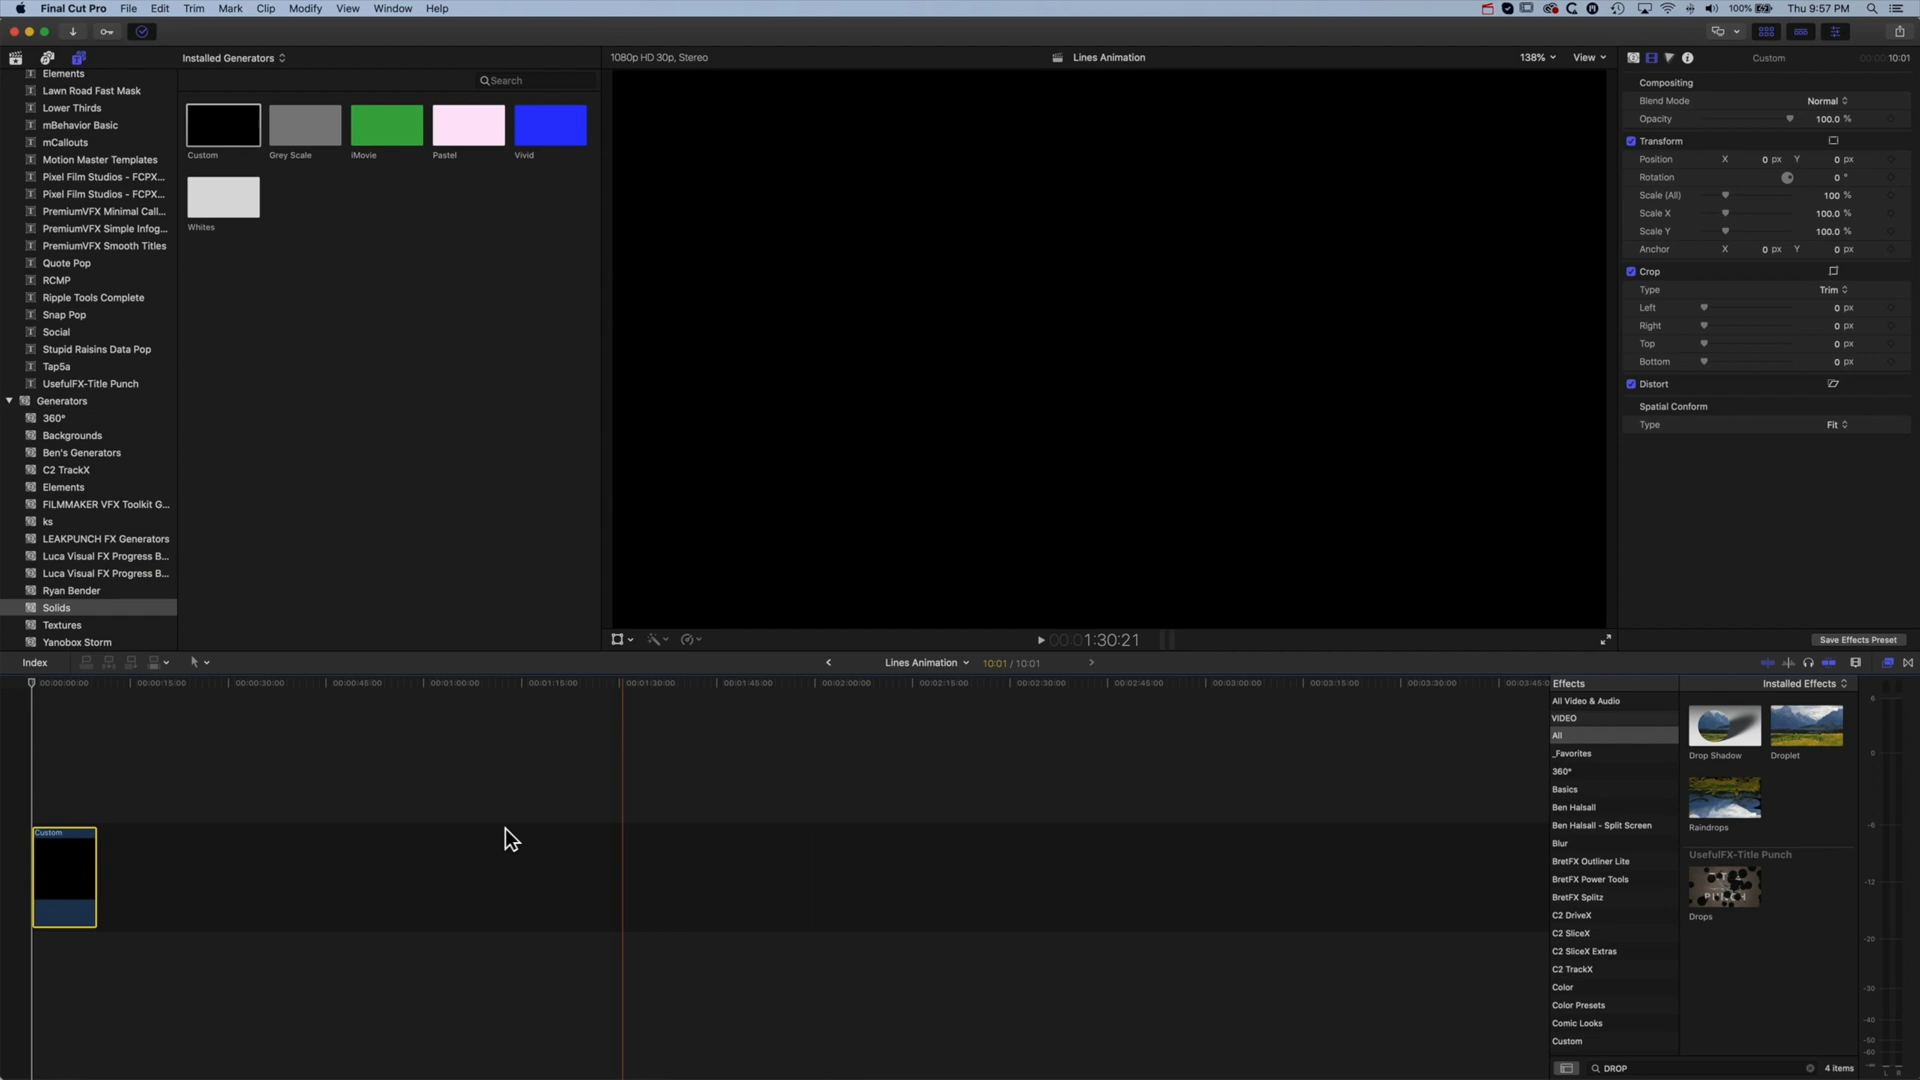 Final Cut Pro File Edit Trim Mark Clip Modify View Window Help 100% Thu 9:57 PM
Installed Generators 1080p HD 30p, Stereo Lines Animation 138% View Custom 10:01
Search
Elements
Lawn Road Fast Mask
Lower Thirds
mBehavior Basic
mCallouts
Motion Master Templates
Pixel Film Studios - FCPX...
Pixel Film Studios - FCPX...
PremiumVFX Minimal Call...
PremiumVFX Simple Infog...
PremiumVFX Smooth Titles
Quote Pop
RCMP
Ripple Tools Complete
Snap Pop
Social
Stupid Raisins Data Pop
Tap5a
UsefulFX-Title Punch
Generators
360°
Backgrounds
Ben's Generators
C2 TrackX
Elements
FILMMAKER VFX Toolkit G...
ks
LEAKPUNCH FX Generators
Luca Visual FX Progress B...
Luca Visual FX Progress B...
Ryan Bender
Solids
Textures
Yanobox Storm
Custom Grey Scale iMovie Pastel Vivid
Whites
Compositing
Blend Mode Normal
Opacity 100.0 %
Transform
Position X 0 px Y 0 px
Rotation 0 °
Scale (All) 100 %
Scale X 100.0 %
Scale Y 100.0 %
Anchor X 0 px Y 0 px
Crop
Type Trim
Left 0 px
Right 0 px
Top 0 px
Bottom 0 px
Distort
Spatial Conform
Type Fit
00:01:30:21 Save Effects Preset
Index Lines Animation 10:01 / 10:01
00:00:00:00 00:00:15:00 00:00:30:00 00:00:45:00 00:01:00:00 00:01:15:00 00:01:30:00 00:01:45:00 00:02:00:00 00:02:15:00 00:02:30:00 00:02:45:00 00:03:00:00 00:03:15:00 00:03:30:00 00:03:45:0
Custom
Effects Installed Effects
All Video & Audio
VIDEO
All
_Favorites
360°
Basics
Ben Halsall
Ben Halsall - Split Screen
Blur
BretFX Outliner Lite
BretFX Power Tools
BretFX Splitz
C2 DriveX
C2 SliceX
C2 SliceX Extras
C2 TrackX
Color
Color Presets
Comic Looks
Custom
Drop Shadow Droplet
Raindrops
UsefulFX-Title Punch
Drops
DROP 4 items
6
0
-6
-12
-20
-30
-40
-50
-60
L R